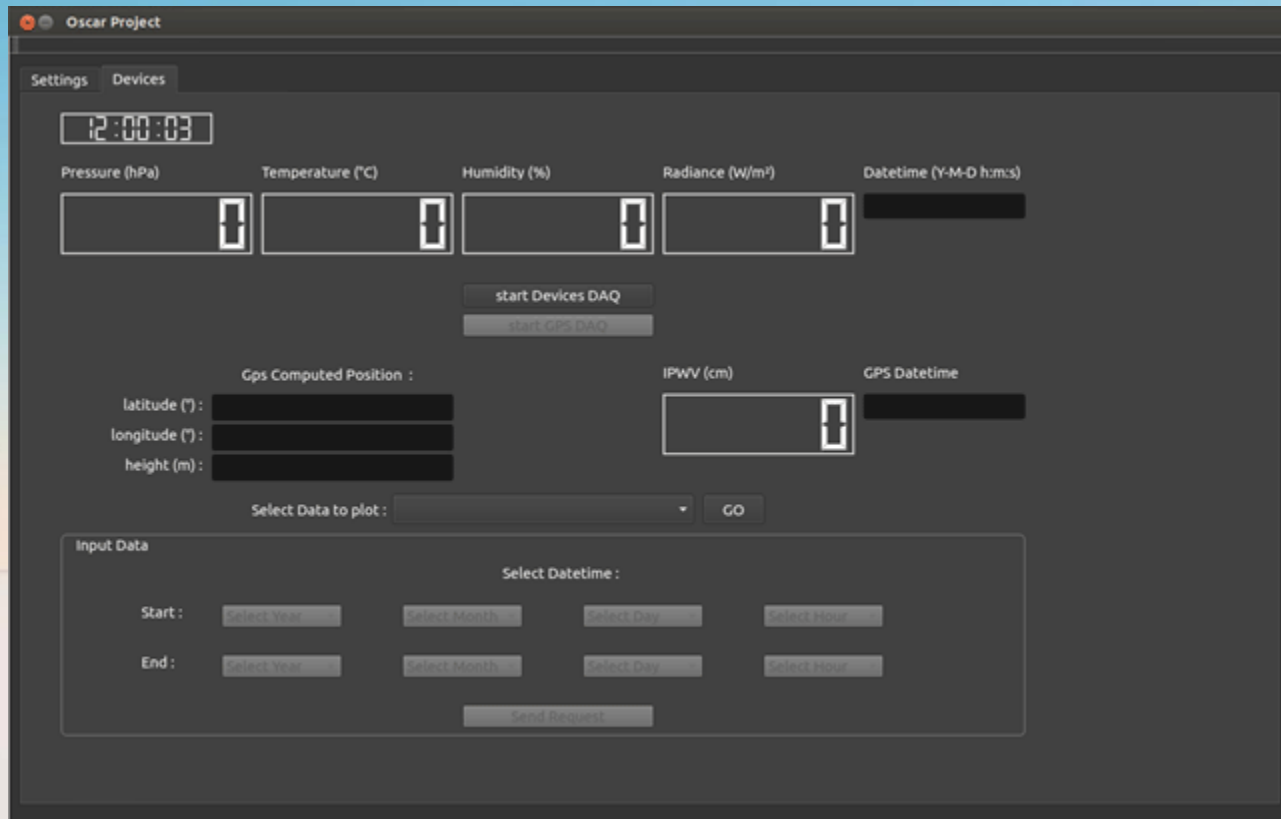 Oscar Project
Settings Devices
12:00:03
Pressure (hPa) Temperature (°C) Humidity (%) Radiance (W/m²) Datetime (Y-M-D h:m:s)
0 0 0 0
start Devices DAQ
start GPS DAQ
Gps Computed Position : IPWV (cm) GPS Datetime
latitude (°) : 0
longitude (°) :
height (m) :
Select Data to plot : GO
Input Data
Select Datetime :
Start : Select Year Select Month Select Day Select Hour
End : Select Year Select Month Select Day Select Hour
Send Request